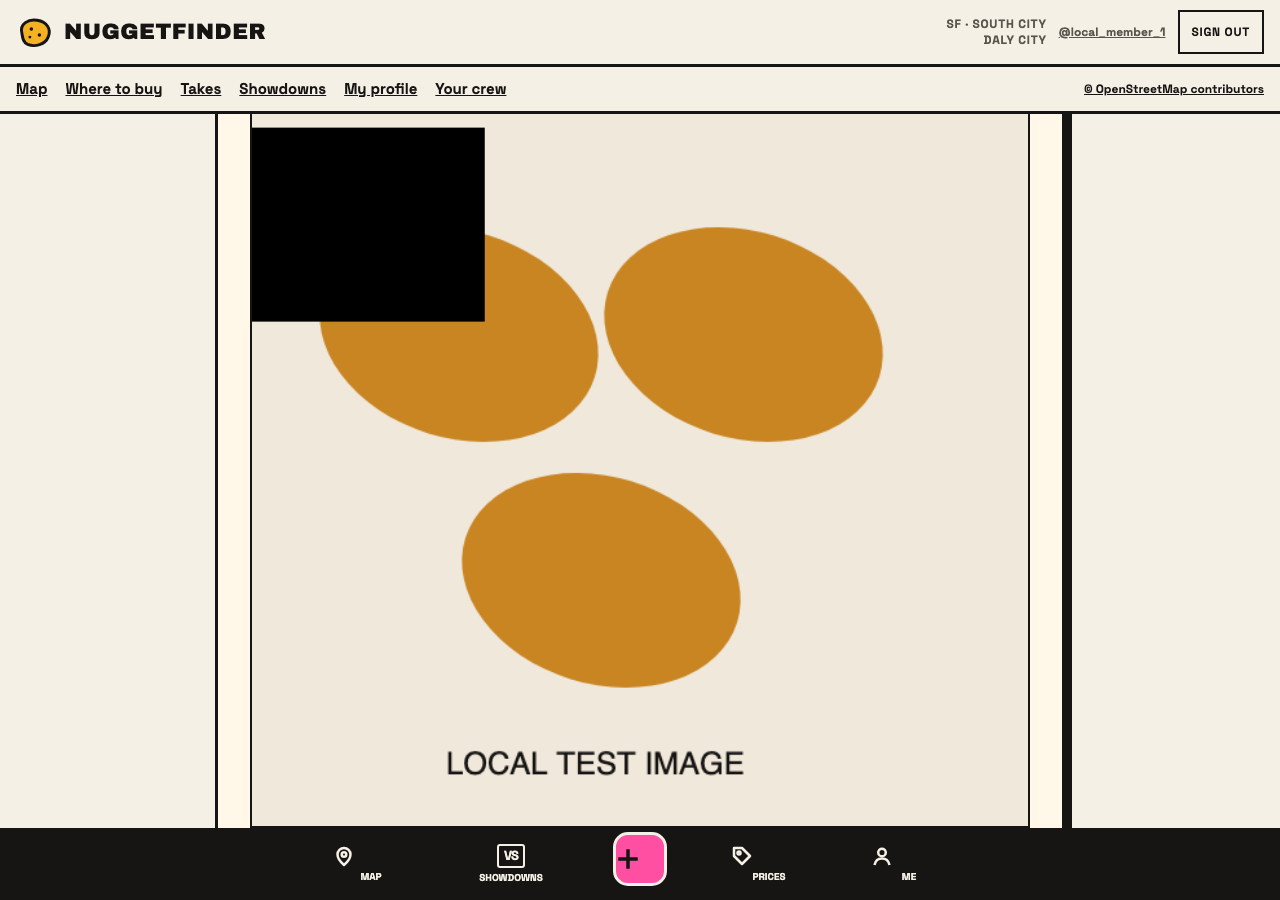 NUGGETFINDER
SF · SOUTH CITY
DALY CITY
@local_member_1
SIGN OUT
Map
Where to buy
Takes
Showdowns
My profile
Your crew
© OpenStreetMap contributors
LOCAL TEST IMAGE
MAP
VS
SHOWDOWNS
+
PRICES
ME